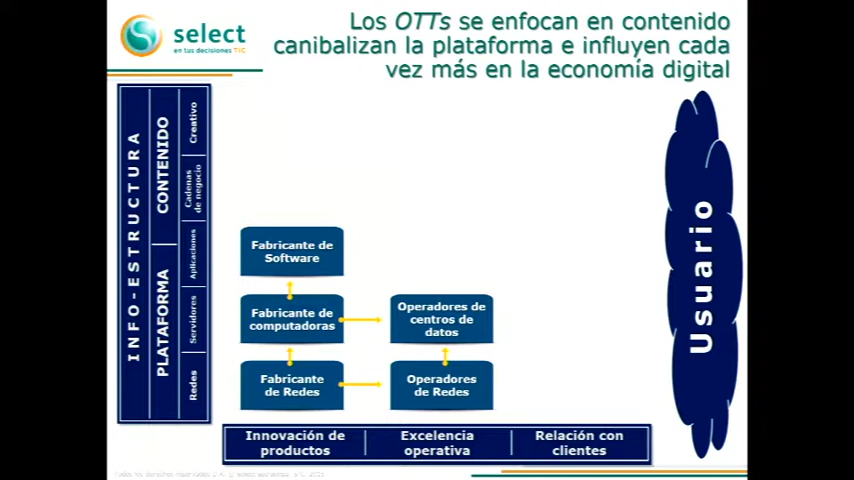 select
en tus decisiones TIC
Los OTTs se enfocan en contenido
canibalizan la plataforma e influyen cada
vez más en la economía digital
INFO-ESTRUCTURA
CONTENIDO
PLATAFORMA
Creativo
Cadenas
de negocio
Aplicaciones
Servidores
Redes
Fabricante de
Software
Fabricante de
computadoras
Operadores de
centros de
datos
Fabricante
de Redes
Operadores
de Redes
Usuario
Innovación de
productos
Excelencia
operativa
Relación con
clientes